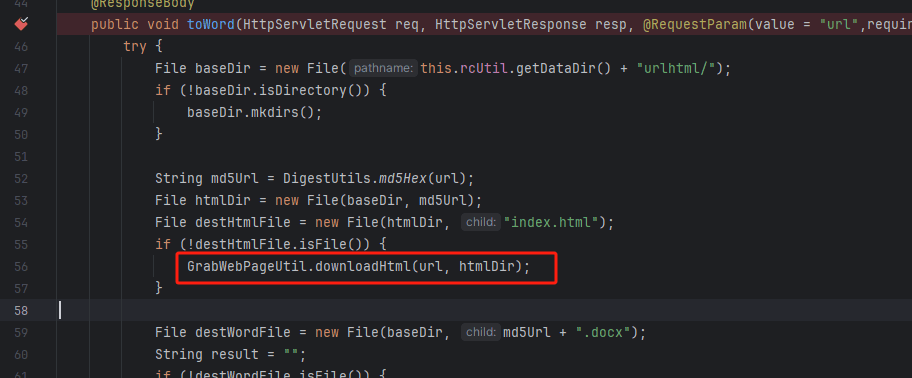 44 @ResponseBody
public void toWord(HttpServletRequest req, HttpServletResponse resp, @RequestParam(value = "url",requir
46 try {
47 File baseDir = new File( pathname: this.rcUtil.getDataDir() + "urlhtml/");
48 if (!baseDir.isDirectory()) {
49 baseDir.mkdirs();
50 }
51
52 String md5Url = DigestUtils.md5Hex(url);
53 File htmlDir = new File(baseDir, md5Url);
54 File destHtmlFile = new File(htmlDir, child: "index.html");
55 if (!destHtmlFile.isFile()) {
56 GrabWebPageUtil.downloadHtml(url, htmlDir);
57 }
58
59 File destWordFile = new File(baseDir, child: md5Url + ".docx");
60 String result = "";
61 if (!destWordFile.isFile()) {